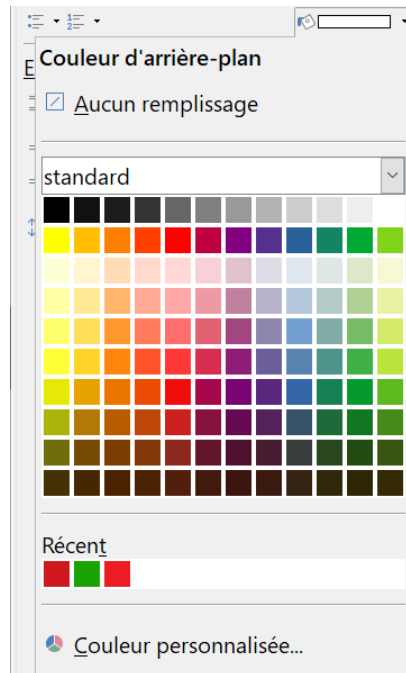 Couleur d'arrière-plan
E
Aucun remplissage
standard
Récent
Couleur personnalisée...